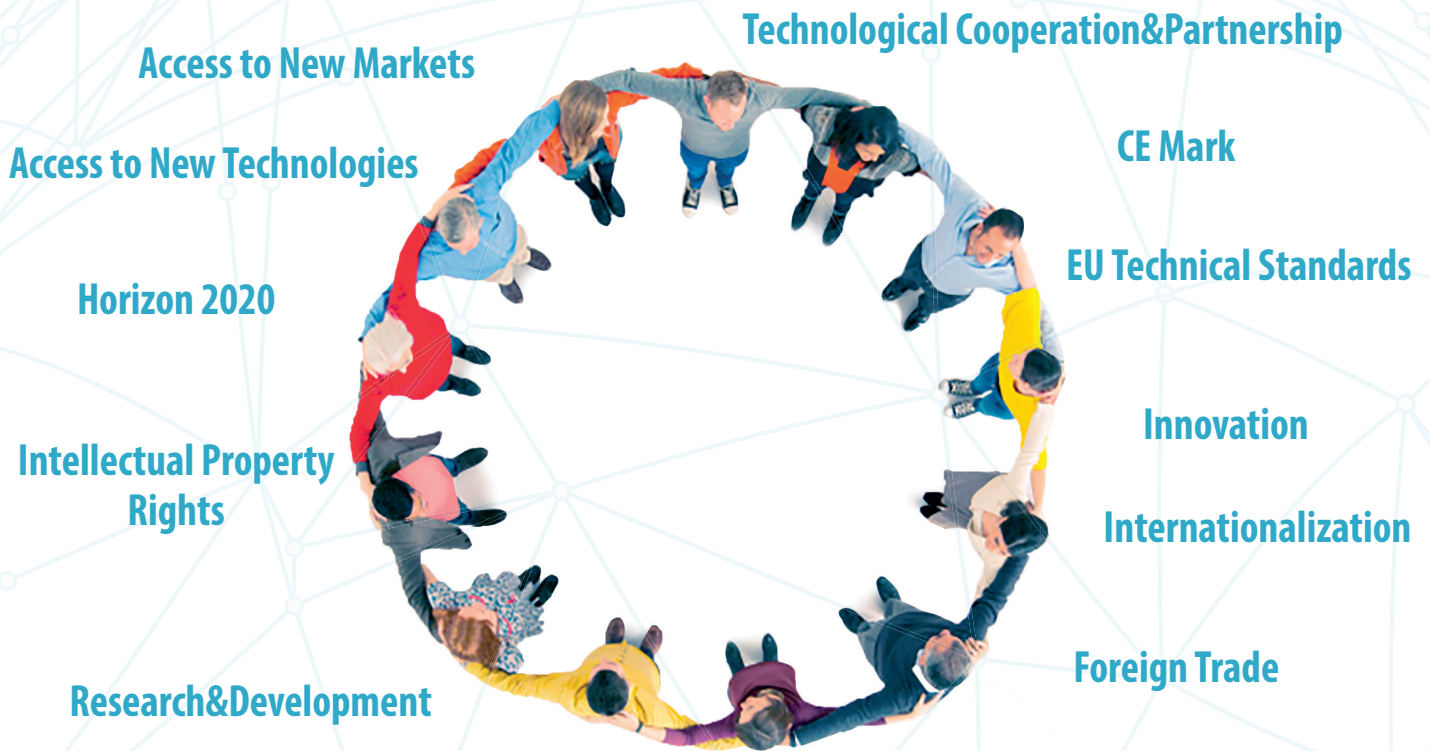 Technological Cooperation&Partnership
Access to New Markets
CE Mark
Access to New Technologies
EU Technical Standards
Horizon 2020
Innovation
Intellectual Property
Rights
Internationalization
Foreign Trade
Research&Development